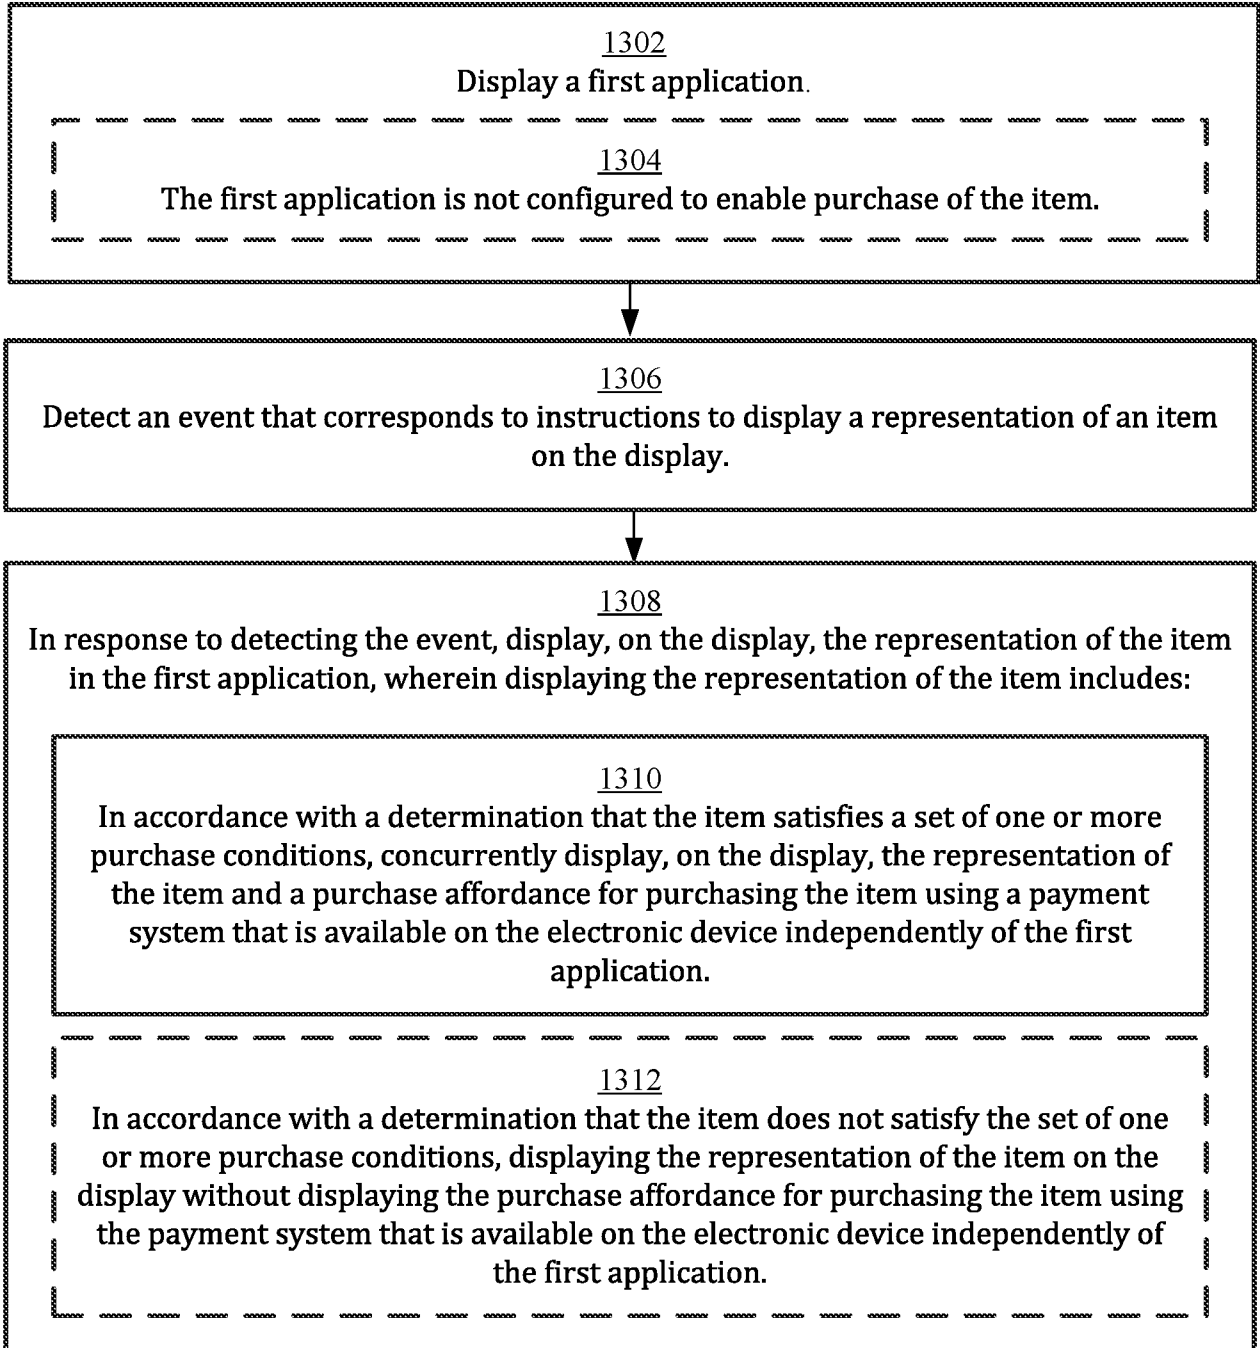 1302
Display a first application.
1304
The first application is not configured to enable purchase of the item.
1306
Detect an event that corresponds to instructions to display a representation of an item
on the display.
1308
In response to detecting the event, display, on the display, the representation of the item
in the first application, wherein displaying the representation of the item includes:
1310
In accordance with a determination that the item satisfies a set of one or more
purchase conditions, concurrently display, on the display, the representation of
the item and a purchase affordance for purchasing the item using a payment
system that is available on the electronic device independently of the first
application.
1312
In accordance with a determination that the item does not satisfy the set of one
or more purchase conditions, displaying the representation of the item on the
display without displaying the purchase affordance for purchasing the item using
the payment system that is available on the electronic device independently of
the first application.